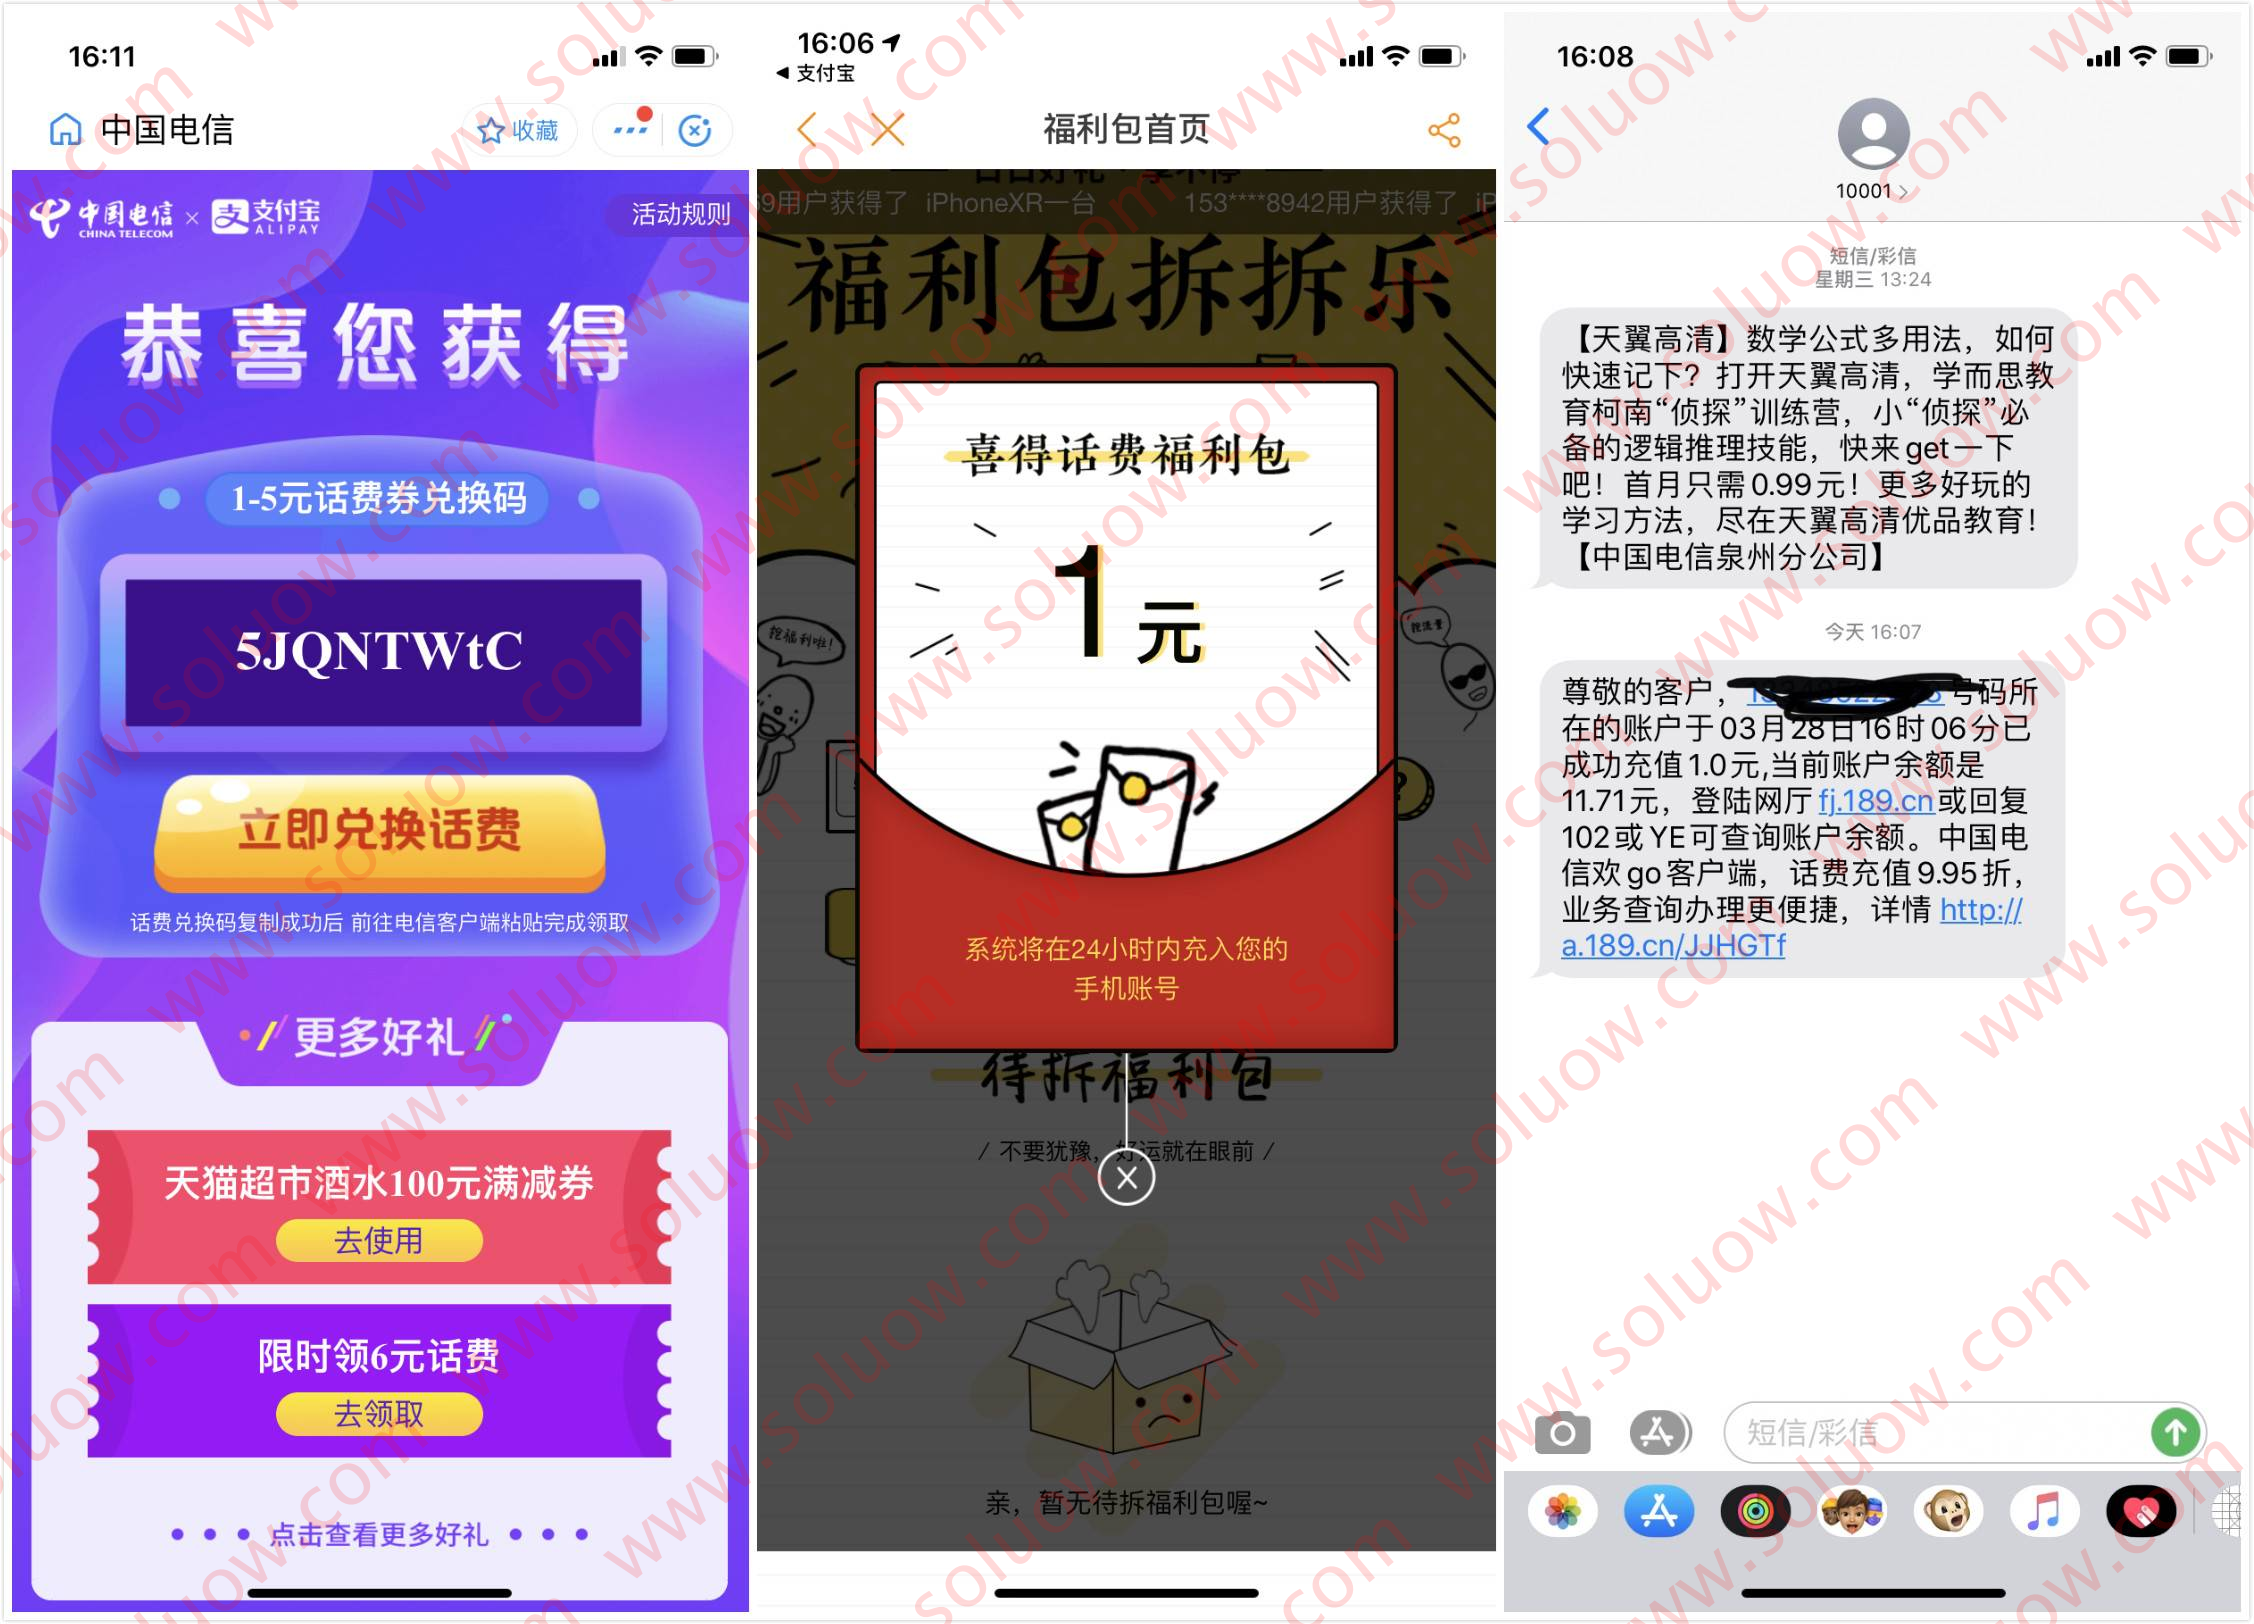 16:11
中国电信
收藏
中国电信
CHINA TELECOM
×
支付宝
ALIPAY
活动规则
恭喜您获得
1-5元话费券兑换码
5JQNTWtC
立即兑换话费
话费兑换码复制成功后 前往电信客户端粘贴完成领取
更多好礼
天猫超市酒水100元满减券
去使用
限时领6元话费
去领取
点击查看更多好礼
16:06
支付宝
福利包首页
69用户获得了 iPhoneXR一台 153****8942用户获得了 iP
福利包拆拆乐
挖福利啦!
挖流量
喜得话费福利包
1元
系统将在24小时内充入您的
手机账号
待拆福利包
/ 不要犹豫，好运就在眼前 /
亲，暂无待拆福利包喔~
16:08
10001
短信/彩信
星期三 13:24
【天翼高清】数学公式多用法，如何
快速记下？打开天翼高清，学而思教
育柯南“侦探”训练营，小“侦探”必
备的逻辑推理技能，快来get一下
吧！首月只需0.99元！更多好玩的
学习方法，尽在天翼高清优品教育！
【中国电信泉州分公司】
今天 16:07
尊敬的客户，号码所
在的账户于03月28日16时06分已
成功充值1.0元,当前账户余额是
11.71元，登陆网厅fj.189.cn或回复
102或YE可查询账户余额。中国电
信欢go客户端，话费充值9.95折，
业务查询办理更便捷，详情http://
a.189.cn/JJHGTf
短信/彩信
www.soluow.com